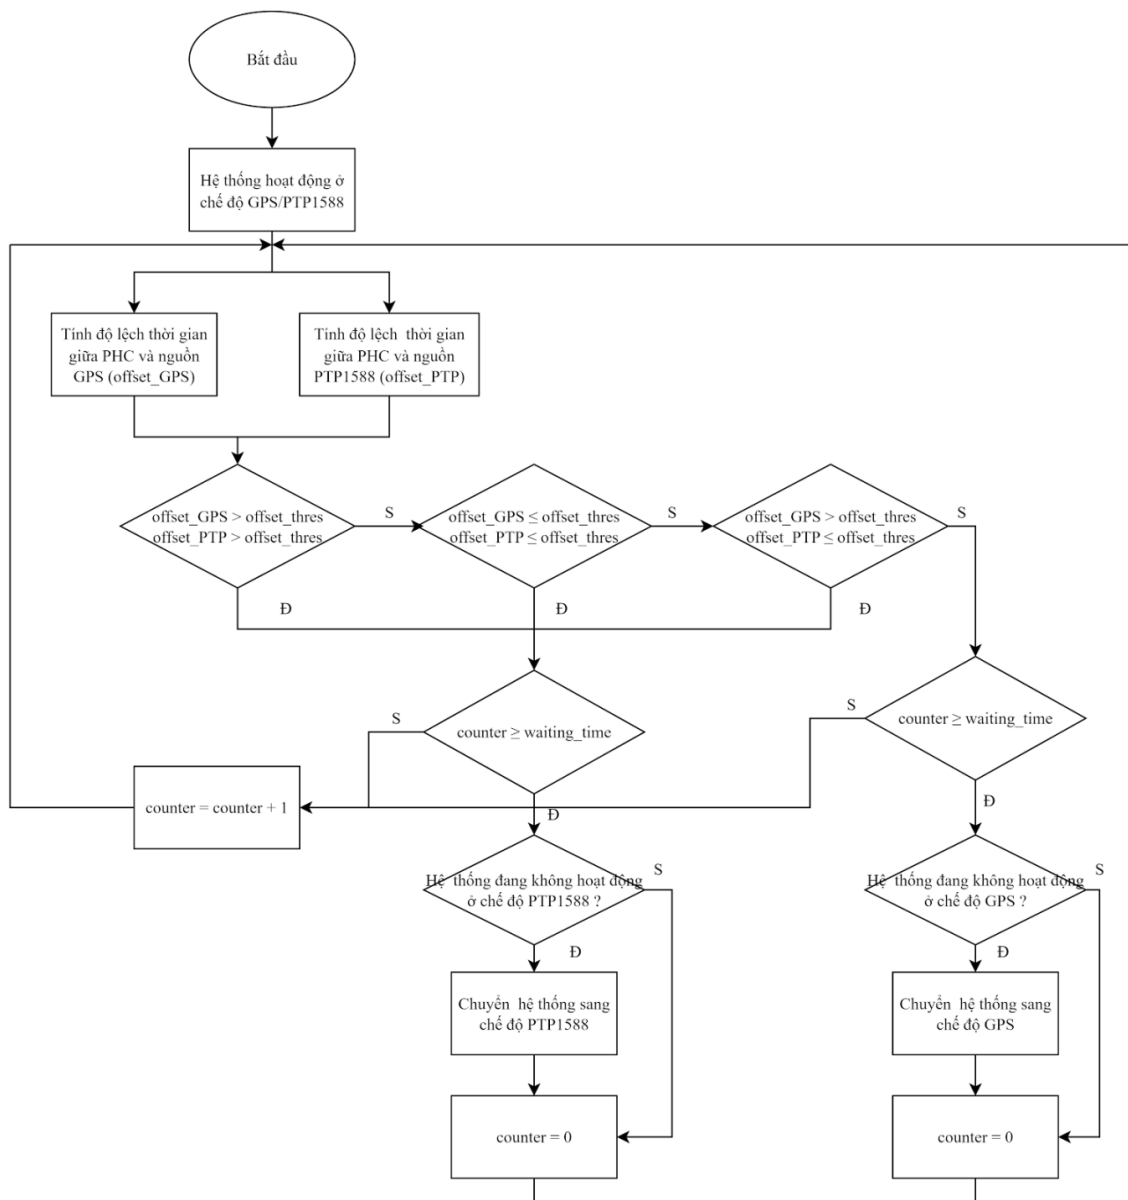 Bắt đầu
Hệ thống hoạt động ở
chế độ GPS/PTP1588
Tính độ lệch thời gian
giữa PHC và nguồn
GPS (offset_GPS)
Tính độ lệch thời gian
giữa PHC và nguồn
PTP1588 (offset_PTP)
offset_GPS > offset_thres
offset_PTP > offset_thres
S
offset_GPS ≤ offset_thres
offset_PTP ≤ offset_thres
S
offset_GPS > offset_thres
offset_PTP ≤ offset_thres
S
Đ
Đ
Đ
S
counter ≥ waiting_time
S
counter ≥ waiting_time
counter = counter + 1
Đ
Đ
Hệ thống đang không hoạt động
ở chế độ PTP1588 ?
S
Hệ thống đang không hoạt động
ở chế độ GPS ?
S
Đ
Đ
Chuyển hệ thống sang
chế độ PTP1588
Chuyển hệ thống sang
chế độ GPS
counter = 0
counter = 0